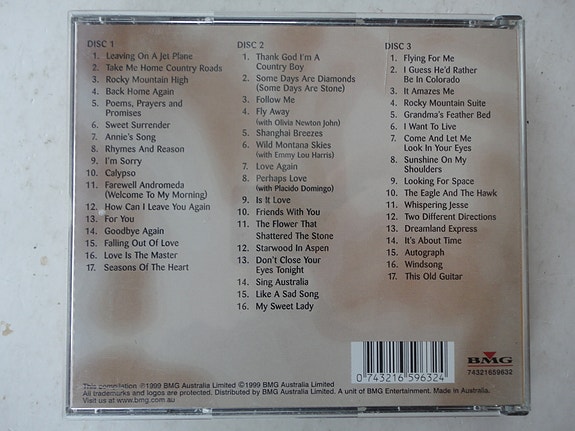 DISC 1
1. Leaving On A Jet Plane
2. Take Me Home Country Roads
3. Rocky Mountain High
4. Back Home Again
5. Poems, Prayers and
Promises
6. Sweet Surrender
7. Annie's Song
8. Rhymes And Reason
9. I'm Sorry
10. Calypso
11. Farewell Andromeda
(Welcome To My Morning)
12. How Can I Leave You Again
13. For You
14. Goodbye Again
15. Falling Out Of Love
16. Love Is The Master
17. Seasons Of The Heart
DISC 2
1. Thank God I'm A
Country Boy
2. Some Days Are Diamonds
(Some Days Are Stone)
3. Follow Me
4. Fly Away
(with Olivia Newton John)
5. Shanghai Breezes
6. Wild Montana Skies
(with Emmy Lou Harris)
7. Love Again
8. Perhaps Love
(with Placido Domingo)
9. Is It Love
10. Friends With You
11. The Flower That
Shattered The Stone
12. Starwood In Aspen
13. Don't Close Your
Eyes Tonight
14. Sing Australia
15. Like A Sad Song
16. My Sweet Lady
DISC 3
1. Flying For Me
2. I Guess He'd Rather
Be In Colorado
3. It Amazes Me
4. Rocky Mountain Suite
5. Grandma's Feather Bed
6. I Want To Live
7. Come And Let Me
Look In Your Eyes
8. Sunshine On My
Shoulders
9. Looking For Space
10. The Eagle And The Hawk
11. Whispering Jesse
12. Two Different Directions
13. Dreamland Express
14. It's About Time
15. Autograph
16. Windsong
17. This Old Guitar
0 743216 596324
BMG
74321659632
This compilation ℗1999 BMG Australia Limited ©1999 BMG Australia Limited
All trademarks and logos are protected. Distributed by BMG Australia Limited. A unit of BMG Entertainment. Made in Australia.
Visit us at www.bmg.com.au